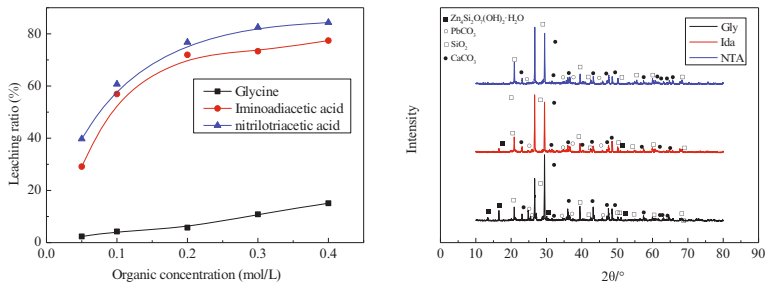 80
60
40
20
0.0
Leaching ratio (%)
Glycine
Iminoadiacetic acid
nitrilotriacetic acid
0.0
0.1
0.2
0.3
0.4
Organic concentration (mol/L)
Zn₄Si₂O₇(OH)₂·H₂O
PbCO₃
SiO₂
CaCO₃
Gly
Ida
NTA
Intensity
0 10 20 30 40 50 60 70 80 90
2θ/°